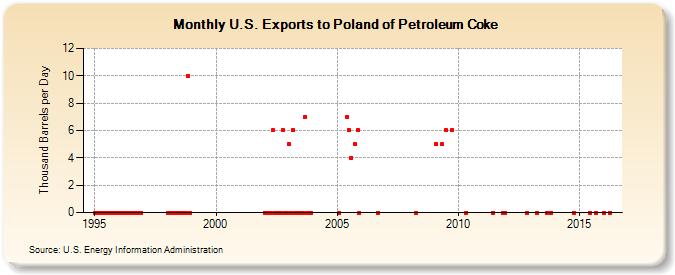 Monthly U.S. Exports to Poland of Petroleum Coke
Thousand Barrels per Day
12
10
8
6
4
2
0
1995 2000 2005 2010 2015
Source: U.S. Energy Information Administration